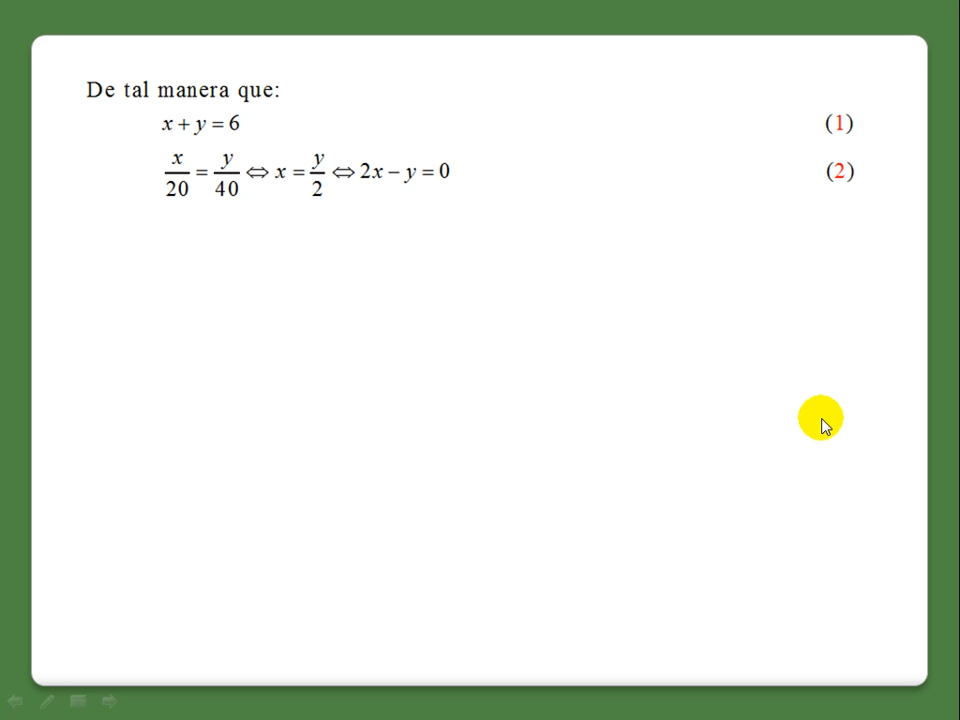 De tal manera que:
x + y = 6 (1)
x/20 = y/40 ⇔ x = y/2 ⇔ 2x − y = 0 (2)